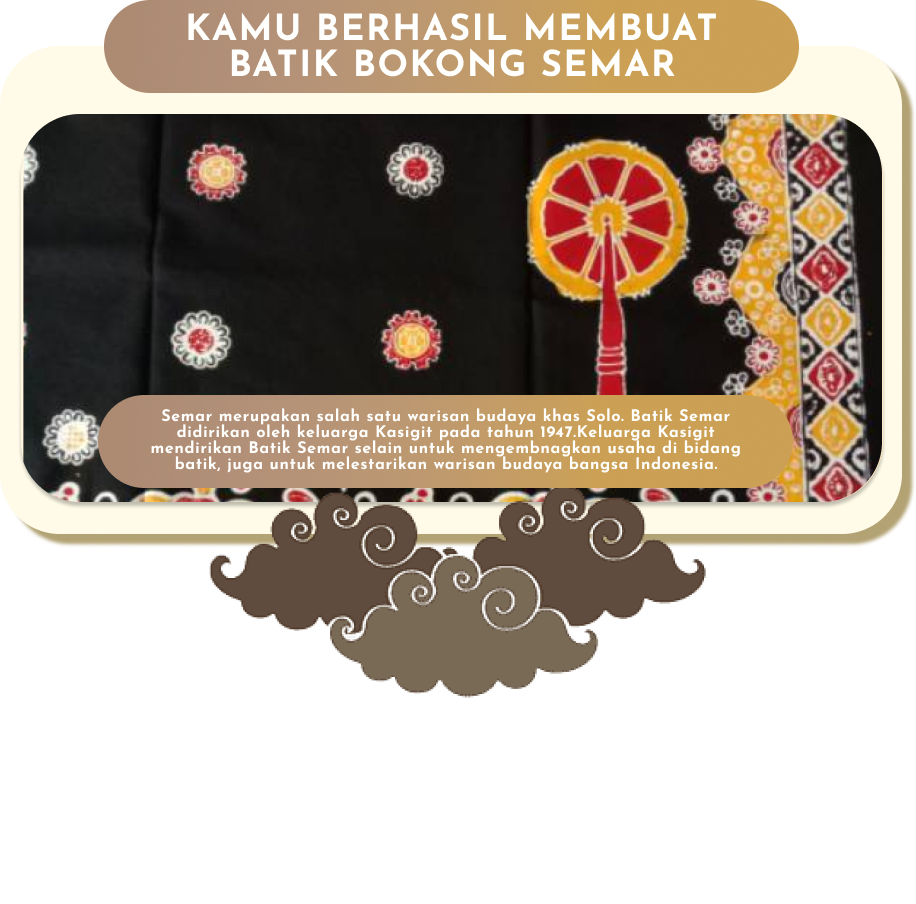 KAMU BERHASIL MEMBUAT
BATIK BOKONG SEMAR
Semar merupakan salah satu warisan budaya khas Solo. Batik Semar
didirikan oleh keluarga Kasigit pada tahun 1947.Keluarga Kasigit
mendirikan Batik Semar selain untuk mengembnagkan usaha di bidang
batik, juga untuk melestarikan warisan budaya bangsa Indonesia.